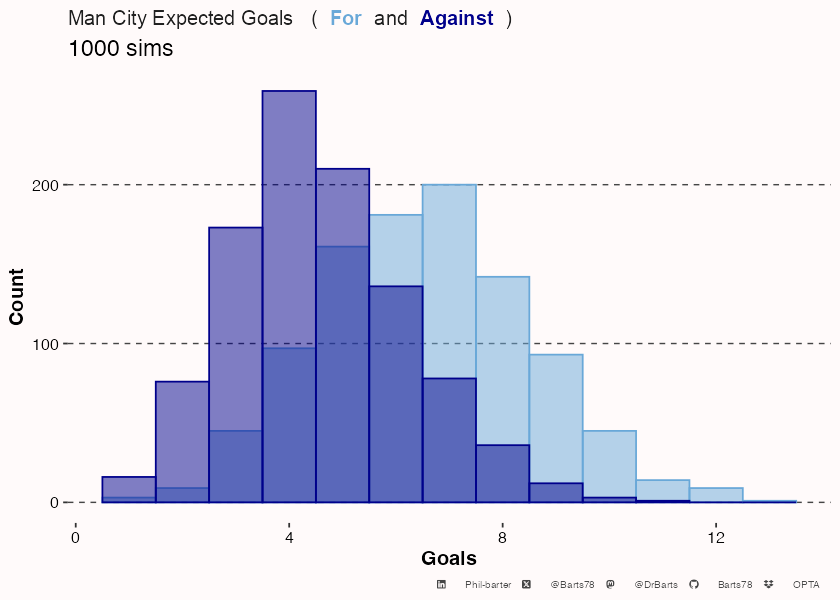 Man City Expected Goals ( For and Against )
1000 sims
200
100
0
Count
0 4 8 12
Goals
Phil-barter @Barts78 @DrBarts Barts78 OPTA